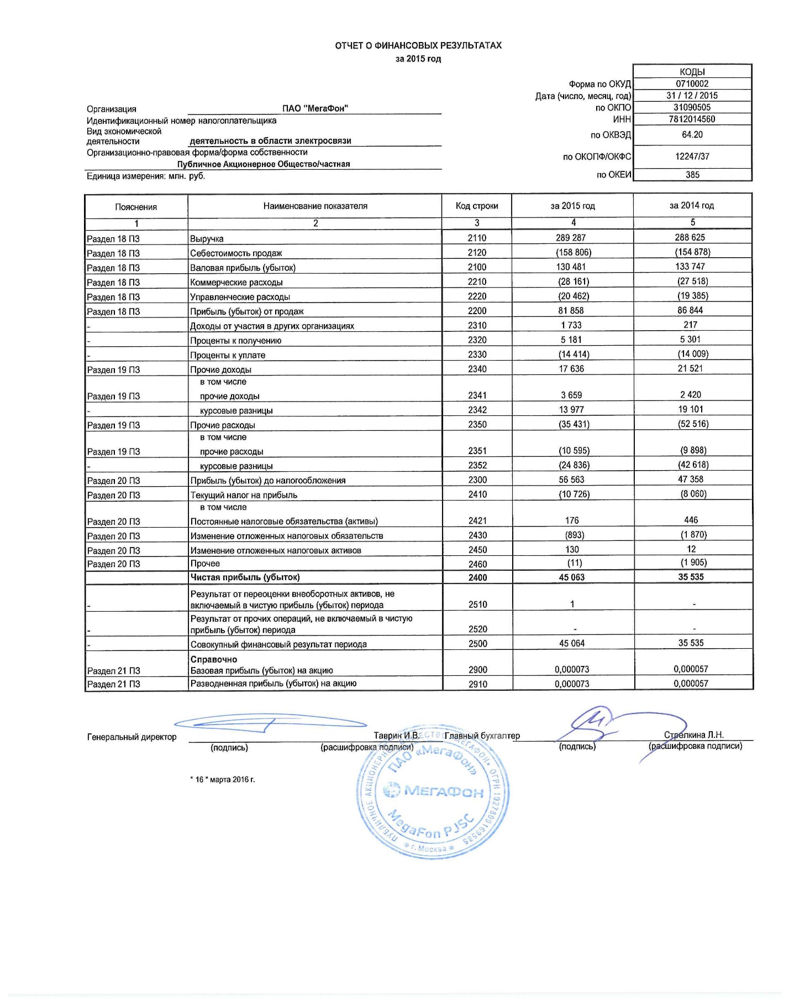 ОТЧЕТ О ФИНАНСОВЫХ РЕЗУЛЬТАТАХ
за 2015 год
КОДЫ
Форма по ОКУД 0710002
Дата (число, месяц, год) 31 / 12 / 2015
Организация ПАО "МегаФон" по ОКПО 31090505
Идентификационный номер налогоплательщика ИНН 7812014560
Вид экономической
деятельности деятельность в области электросвязи по ОКВЭД 64.20
Организационно-правовая форма/форма собственности
Публичное Акционерное Общество/частная по ОКОПФ/ОКФС 12247/37
Единица измерения: млн. руб. по ОКЕИ 385
Пояснения Наименование показателя Код строки за 2015 год за 2014 год
1 2 3 4 5
Раздел 18 ПЗ Выручка 2110 289 287 288 625
Раздел 18 ПЗ Себестоимость продаж 2120 (158 806) (154 878)
Раздел 18 ПЗ Валовая прибыль (убыток) 2100 130 481 133 747
Раздел 18 ПЗ Коммерческие расходы 2210 (28 161) (27 518)
Раздел 18 ПЗ Управленческие расходы 2220 (20 462) (19 385)
Раздел 18 ПЗ Прибыль (убыток) от продаж 2200 81 858 86 844
- Доходы от участия в других организациях 2310 1 733 217
- Проценты к получению 2320 5 181 5 301
- Проценты к уплате 2330 (14 414) (14 009)
Раздел 19 ПЗ Прочие доходы 2340 17 636 21 521
в том числе
Раздел 19 ПЗ прочие доходы 2341 3 659 2 420
- курсовые разницы 2342 13 977 19 101
Раздел 19 ПЗ Прочие расходы 2350 (35 431) (52 516)
в том числе
Раздел 19 ПЗ прочие расходы 2351 (10 595) (9 898)
- курсовые разницы 2352 (24 836) (42 618)
Раздел 20 ПЗ Прибыль (убыток) до налогообложения 2300 56 563 47 358
Раздел 20 ПЗ Текущий налог на прибыль 2410 (10 726) (8 060)
в том числе
Раздел 20 ПЗ Постоянные налоговые обязательства (активы) 2421 176 446
Раздел 20 ПЗ Изменение отложенных налоговых обязательств 2430 (893) (1 870)
Раздел 20 ПЗ Изменение отложенных налоговых активов 2450 130 12
Раздел 20 ПЗ Прочее 2460 (11) (1 905)
Чистая прибыль (убыток) 2400 45 063 35 535
Результат от переоценки внеоборотных активов, не
- включаемый в чистую прибыль (убыток) периода 2510 1 -
Результат от прочих операций, не включаемый в чистую
- прибыль (убыток) периода 2520 - -
- Совокупный финансовый результат периода 2500 45 064 35 535
Справочно
Раздел 21 ПЗ Базовая прибыль (убыток) на акцию 2900 0,000073 0,000057
Раздел 21 ПЗ Разводненная прибыль (убыток) на акцию 2910 0,000073 0,000057
Генеральный директор Таврин И.В. Главный бухгалтер Стрелкина Л.Н.
(подпись) (расшифровка подписи) (подпись) (расшифровка подписи)
" 16 " марта 2016 г.
ПУБЛИЧНОЕ АКЦИОНЕРНОЕ ОБЩЕСТВО «МЕГАФОН» ОГРН 1027809169585
ПАО «МегаФон»
МЕГАФОН
MegaFon PJSC
* г. Москва *